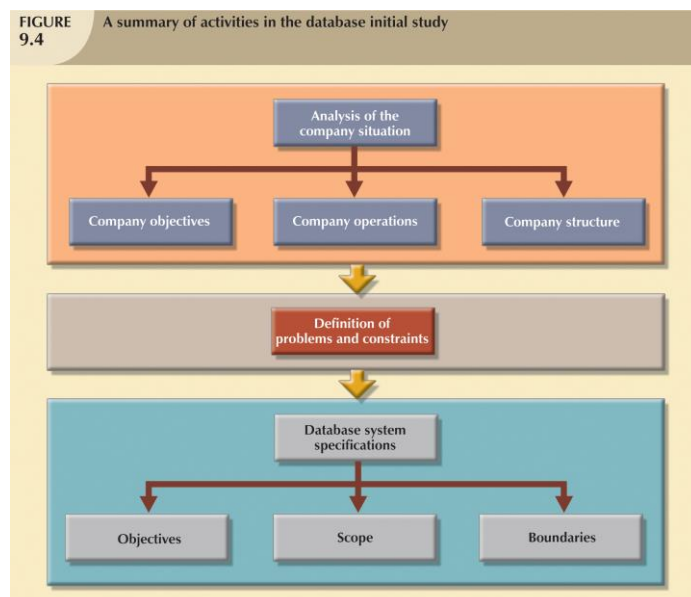 FIGURE
9.4
A summary of activities in the database initial study
Analysis of the
company situation
Company objectives
Company operations
Company structure
Definition of
problems and constraints
Database system
specifications
Objectives
Scope
Boundaries